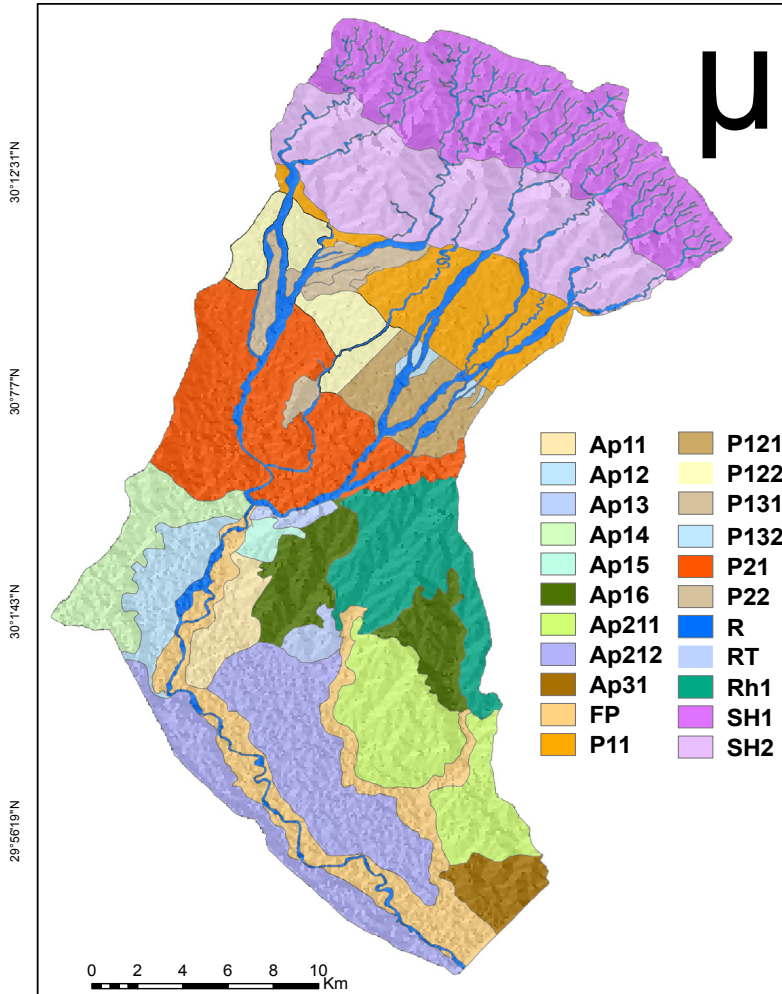 µ
30°12'31"N
30°7'7"N
30°1'43"N
29°56'19"N
Ap11
Ap12
Ap13
Ap14
Ap15
Ap16
Ap211
Ap212
Ap31
FP
P11
P121
P122
P131
P132
P21
P22
R
RT
Rh1
SH1
SH2
0 2 4 6 8 10
Km